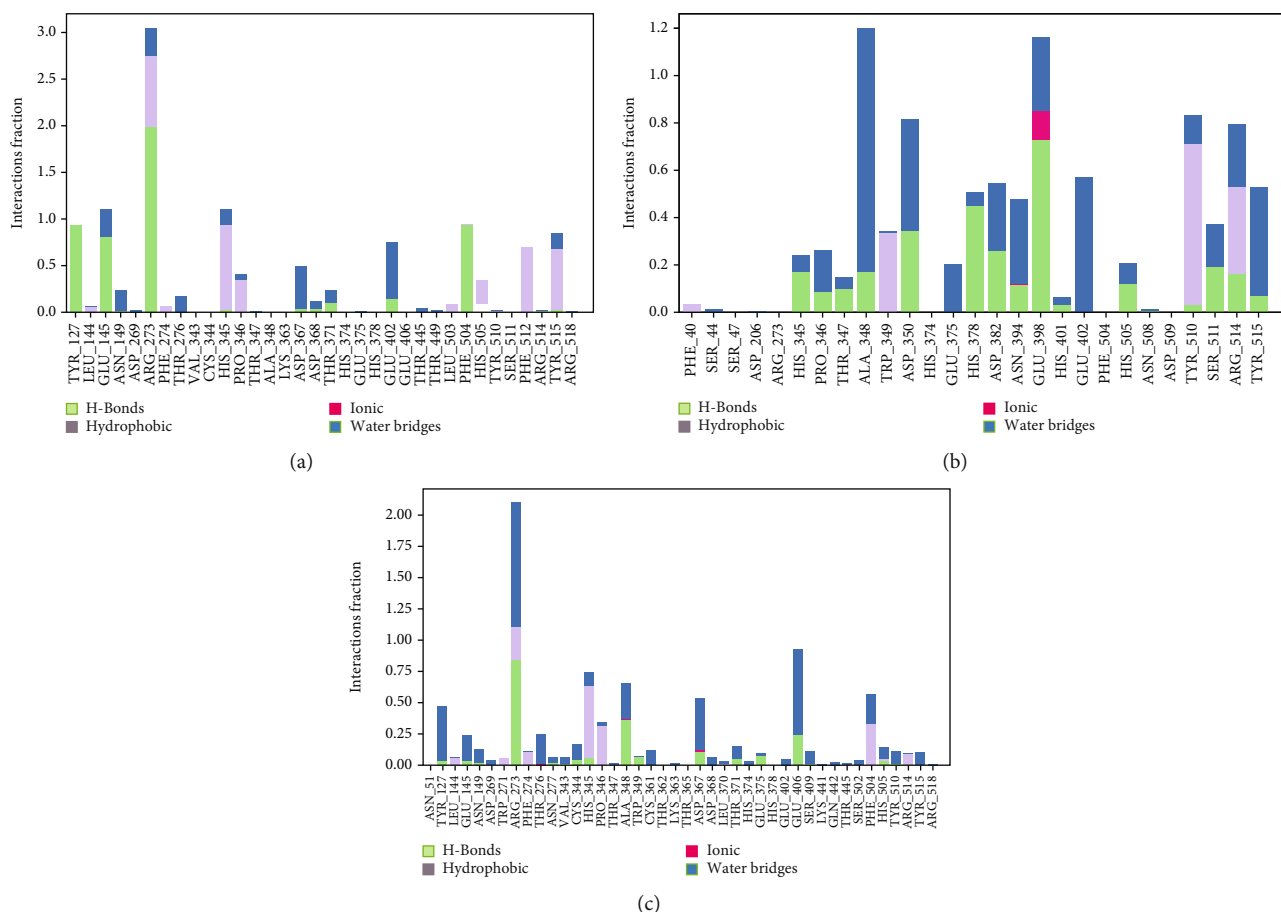 3.0
2.5
2.0
1.5
1.0
0.5
0.0
Interactions fraction
TYR_127
LEU_144
GLU_145
ASN_149
ASP_269
ARG_273
PHE_274
THR_276
VAL_343
CYS_344
HIS_345
PRO_346
THR_347
ALA_348
LYS_363
ASP_367
ASP_368
THR_371
HIS_374
GLU_375
HIS_378
GLU_402
GLU_406
THR_445
THR_449
LEU_503
PHE_504
HIS_505
TYR_510
SER_511
PHE_512
ARG_514
TYR_515
ARG_518
H-Bonds
Hydrophobic
Ionic
Water bridges
(a)
1.2
1.0
0.8
0.6
0.4
0.2
0.0
Interactions fraction
PHE_40
SER_44
SER_47
ASP_206
ARG_273
HIS_345
PRO_346
THR_347
ALA_348
TRP_349
ASP_350
HIS_374
GLU_375
HIS_378
ASP_382
ASN_394
GLU_398
HIS_401
GLU_402
PHE_504
HIS_505
ASN_508
ASP_509
TYR_510
SER_511
ARG_514
TYR_515
H-Bonds
Hydrophobic
Ionic
Water bridges
(b)
2.00
1.75
1.50
1.25
1.00
0.75
0.50
0.25
0.00
Interactions fraction
ASN_51
TYR_127
LEU_144
GLU_145
ASN_149
ASP_269
TRP_271
ARG_273
PHE_274
THR_276
ASN_277
VAL_343
CYS_344
HIS_345
PRO_346
THR_347
ALA_348
TRP_349
CYS_361
THR_362
LYS_363
THR_365
ASP_367
ASP_368
LEU_370
THR_371
HIS_374
GLU_375
HIS_378
GLU_402
GLU_406
SER_409
LYS_441
GLN_442
THR_445
SER_502
PHE_504
HIS_505
TYR_510
ARG_514
TYR_515
ARG_518
H-Bonds
Hydrophobic
Ionic
Water bridges
(c)